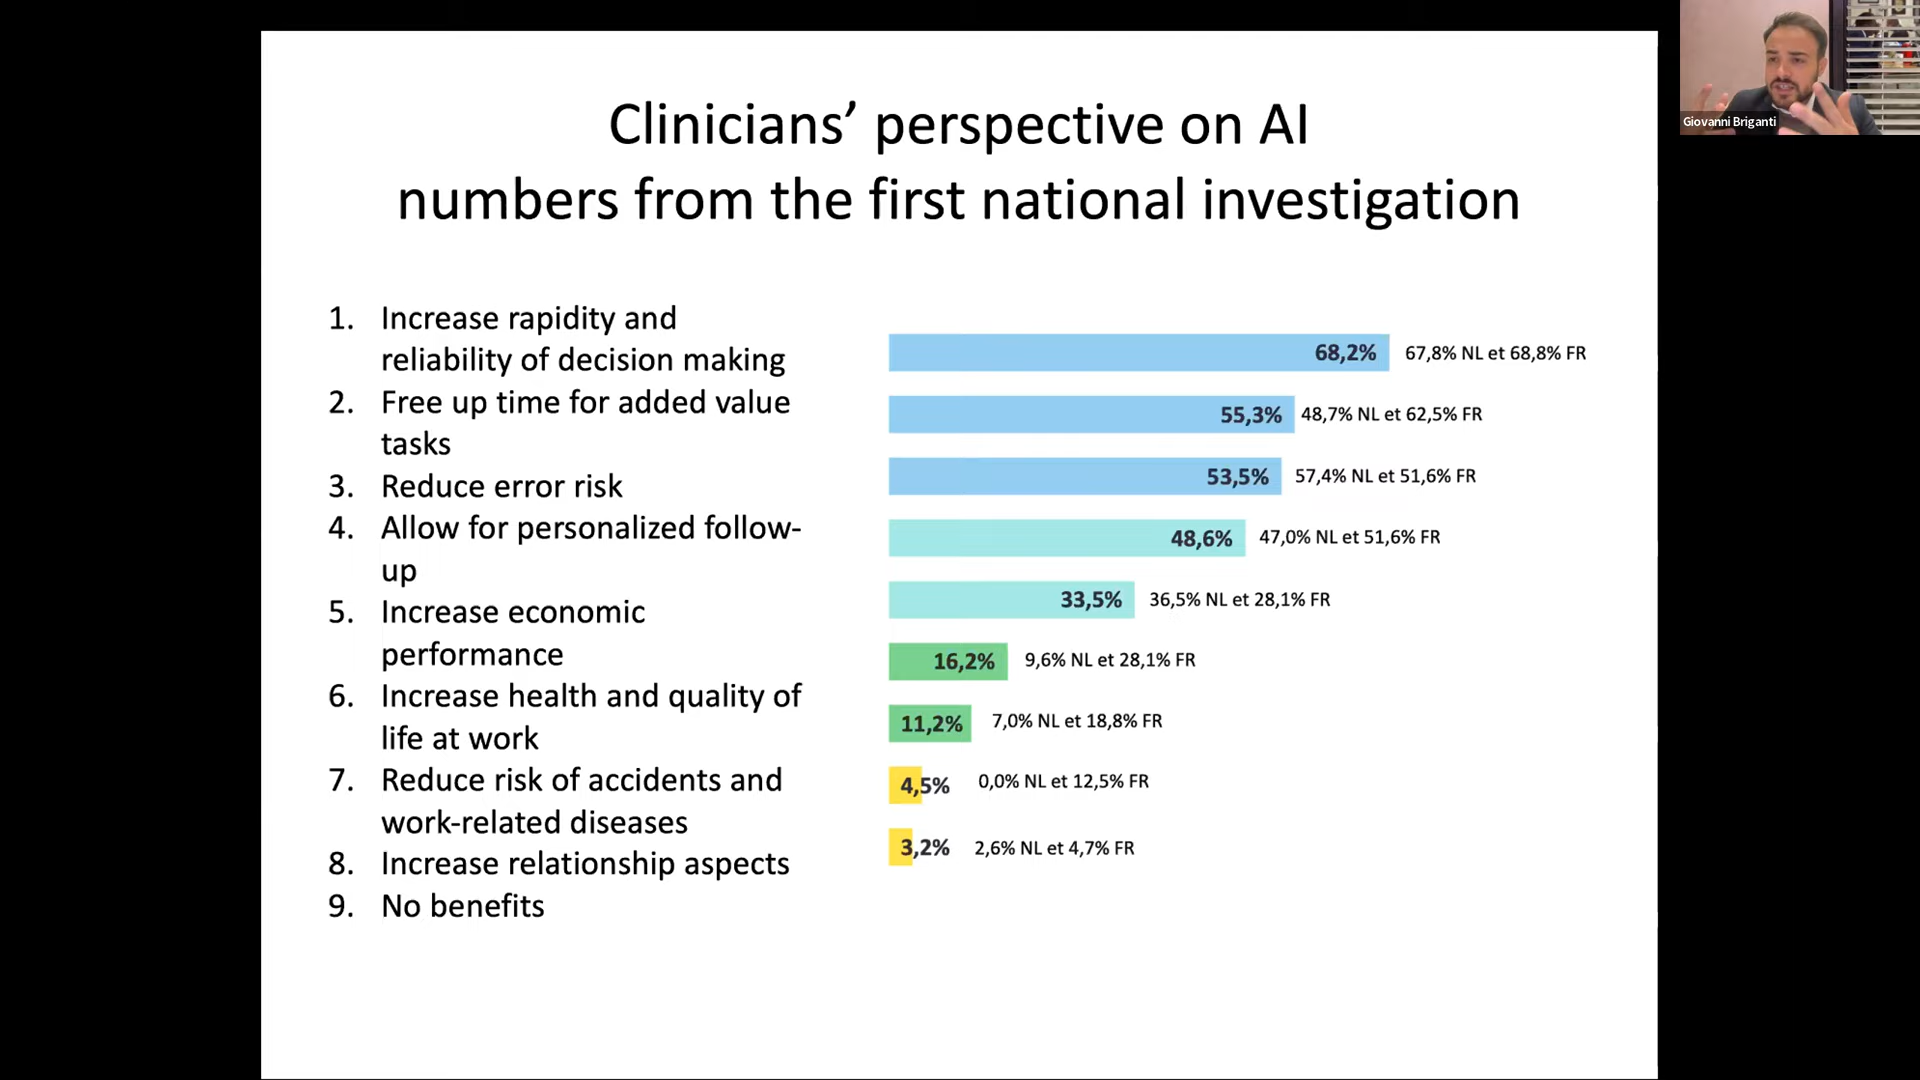 Clinicians’ perspective on AI
numbers from the first national investigation
1. Increase rapidity and
reliability of decision making
2. Free up time for added value
tasks
3. Reduce error risk
4. Allow for personalized follow-
up
5. Increase economic
performance
6. Increase health and quality of
life at work
7. Reduce risk of accidents and
work-related diseases
8. Increase relationship aspects
9. No benefits
68,2% 67,8% NL et 68,8% FR
55,3% 48,7% NL et 62,5% FR
53,5% 57,4% NL et 51,6% FR
48,6% 47,0% NL et 51,6% FR
33,5% 36,5% NL et 28,1% FR
16,2% 9,6% NL et 28,1% FR
11,2% 7,0% NL et 18,8% FR
4,5% 0,0% NL et 12,5% FR
3,2% 2,6% NL et 4,7% FR
Giovanni Briganti